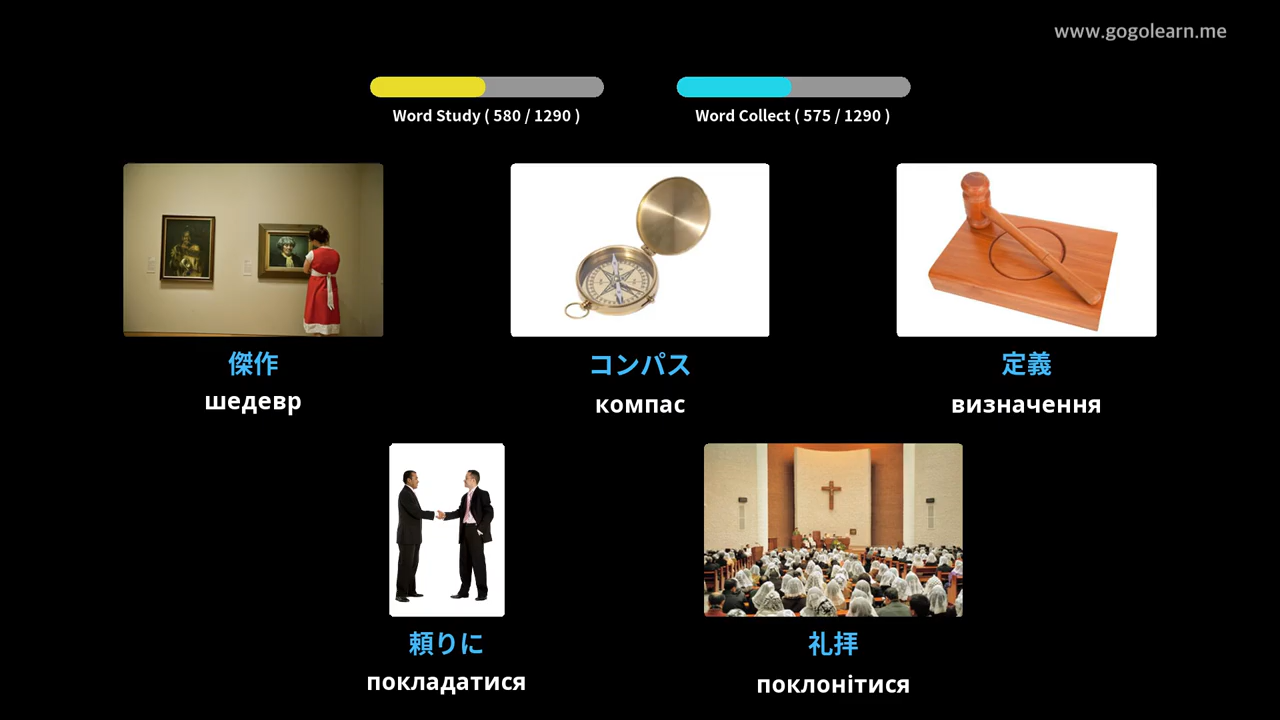 www.gogolearn.me
Word Study ( 580 / 1290 )
Word Collect ( 575 / 1290 )
傑作
шедевр
コンパス
компас
定義
визначення
頼りに
покладатися
礼拝
поклонітися